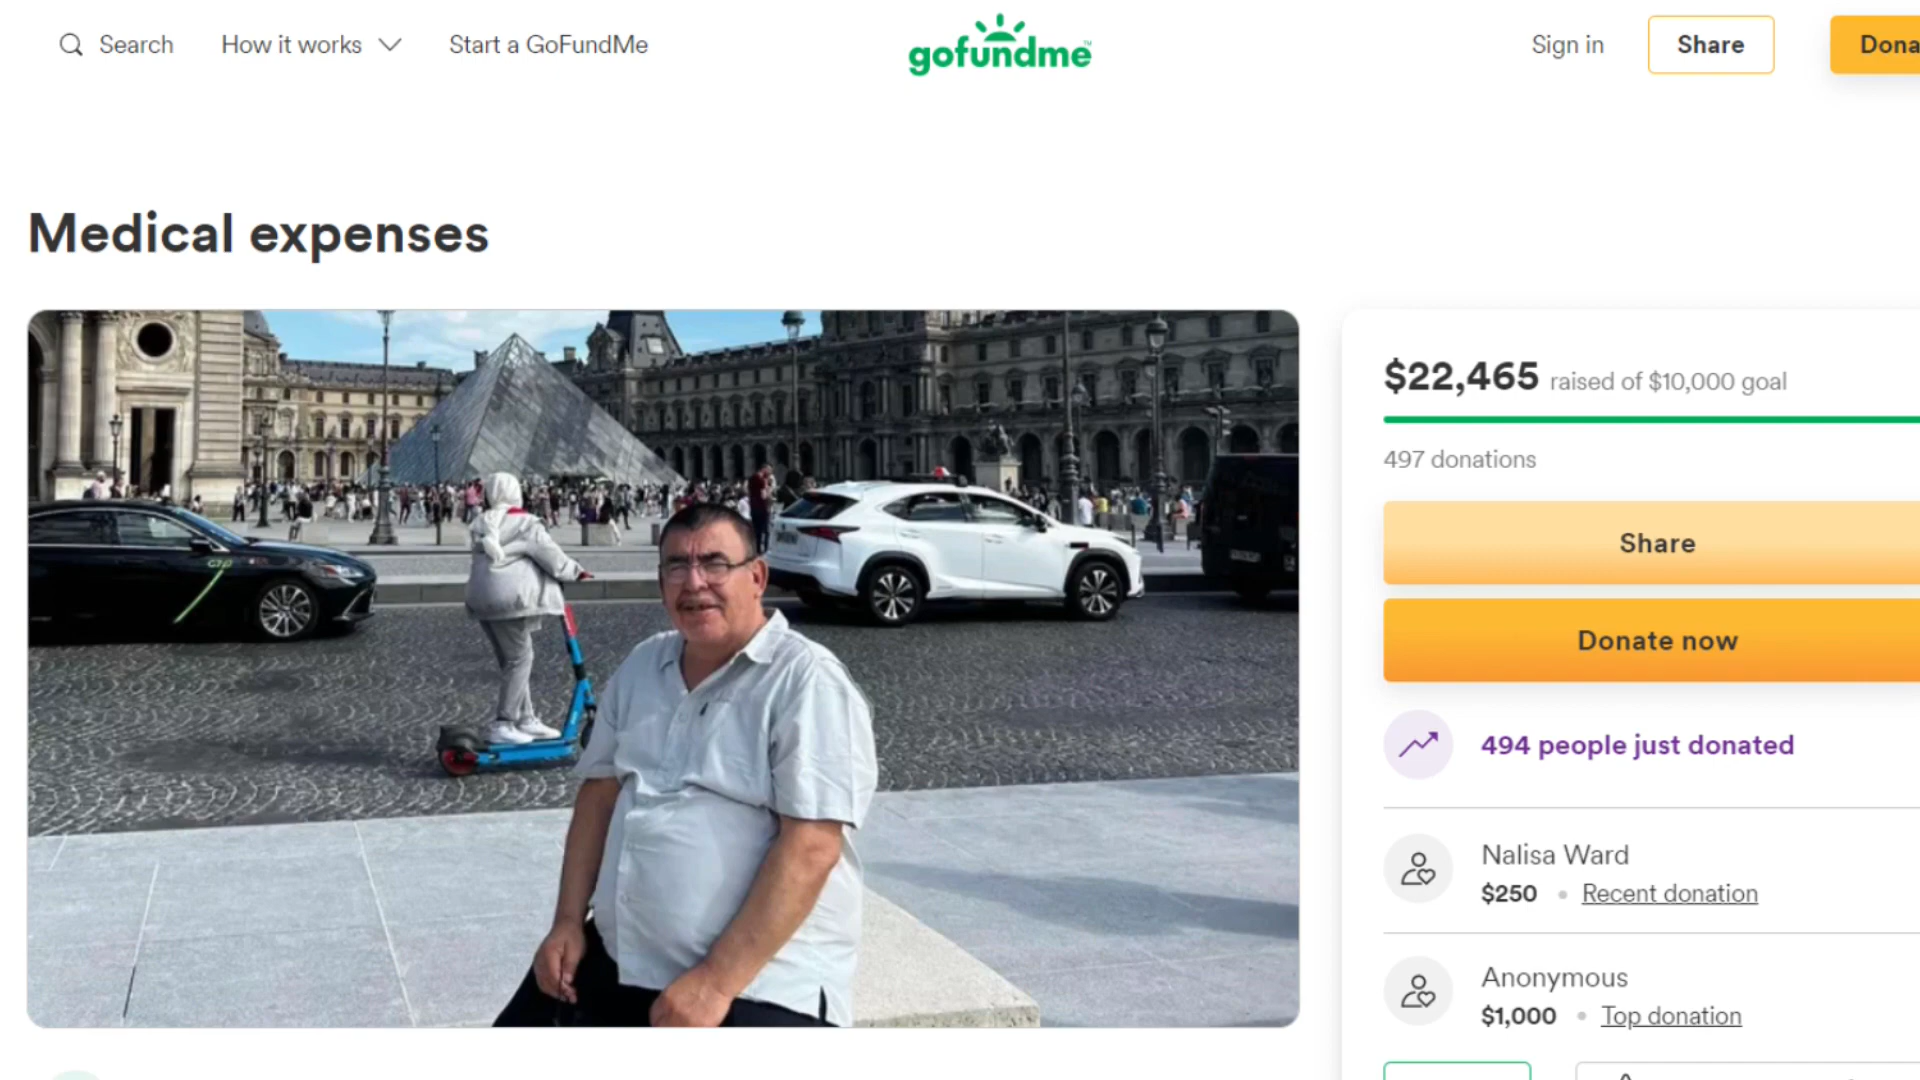 Search
How it works
Start a GoFundMe
gofundme
Sign in
Share
Dona
Medical expenses
$22,465 raised of $10,000 goal
497 donations
Share
Donate now
494 people just donated
Nalisa Ward
$250 • Recent donation
Anonymous
$1,000 • Top donation